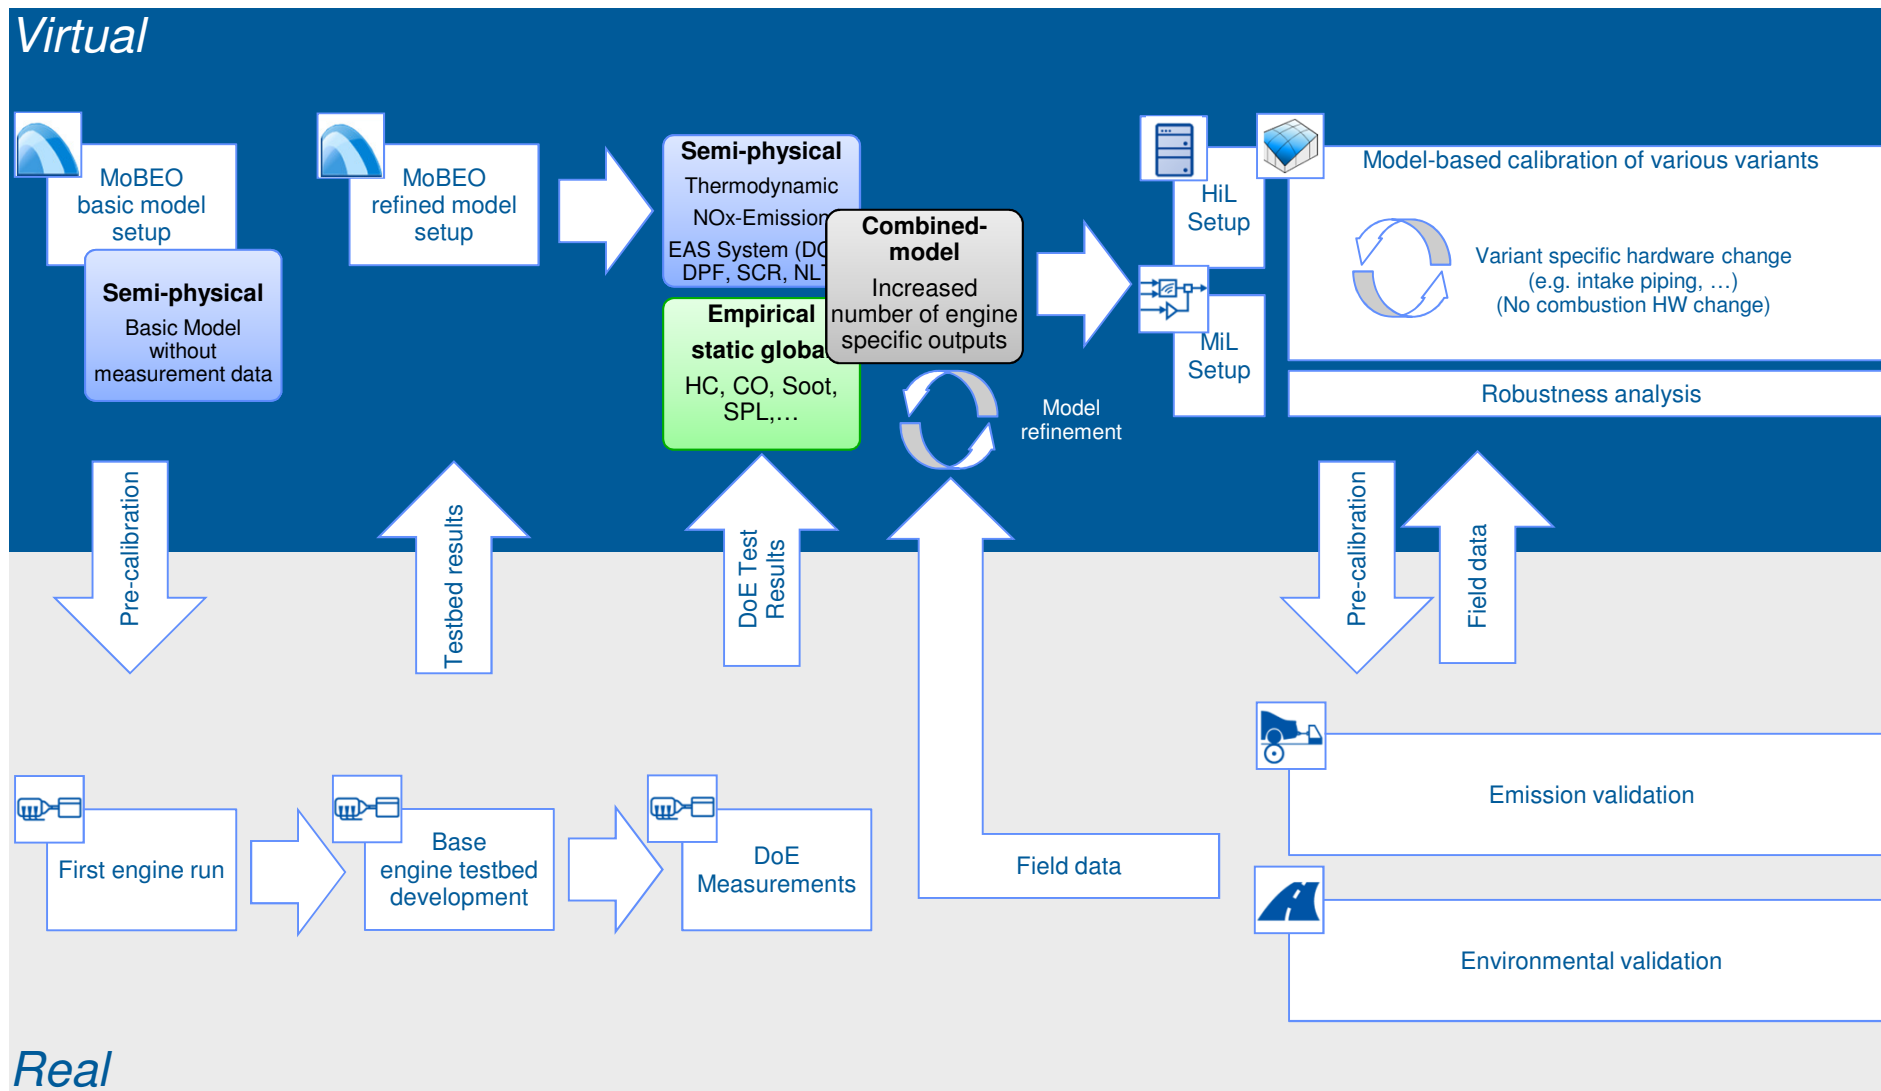 Virtual
MoBEO
basic model
setup
Semi-physical
Basic Model
without
measurement data
MoBEO
refined model
setup
Semi-physical
Thermodynamic
NOx-Emission
EAS System (DO
DPF, SCR, NLT
Empirical
static globa
HC, CO, Soot,
SPL,…
Combined-
model
Increased
number of engine
specific outputs
Model
refinement
HiL
Setup
MiL
Setup
Model-based calibration of various variants
Variant specific hardware change
(e.g. intake piping, …)
(No combustion HW change)
Robustness analysis
Pre-calibration
Testbed results
DoE Test
Results
Pre-calibration
Field data
First engine run
Base
engine testbed
development
DoE
Measurements
Field data
Emission validation
Environmental validation
Real